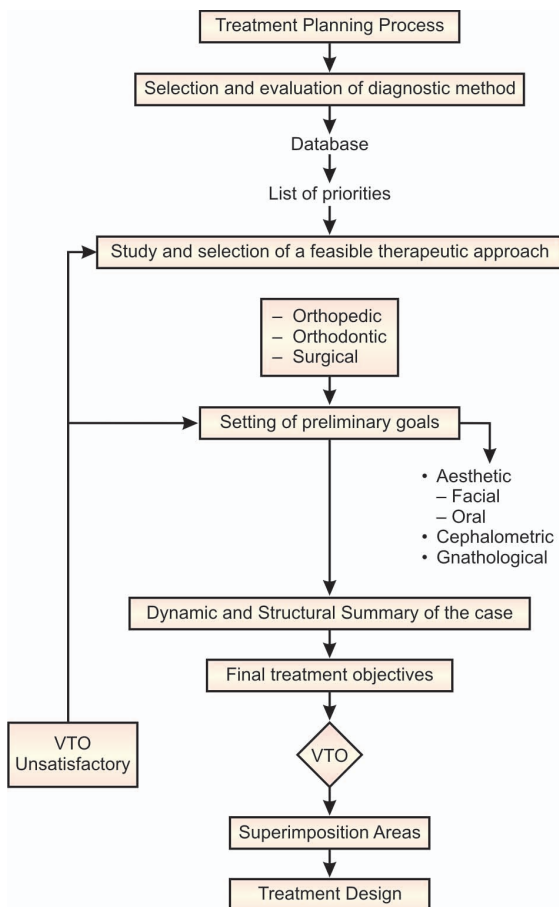 Treatment Planning Process
Selection and evaluation of diagnostic method
Database
List of priorities
Study and selection of a feasible therapeutic approach
– Orthopedic
– Orthodontic
– Surgical
Setting of preliminary goals
• Aesthetic
– Facial
– Oral
• Cephalometric
• Gnathological
Dynamic and Structural Summary of the case
Final treatment objectives
VTO
Unsatisfactory
VTO
Superimposition Areas
Treatment Design